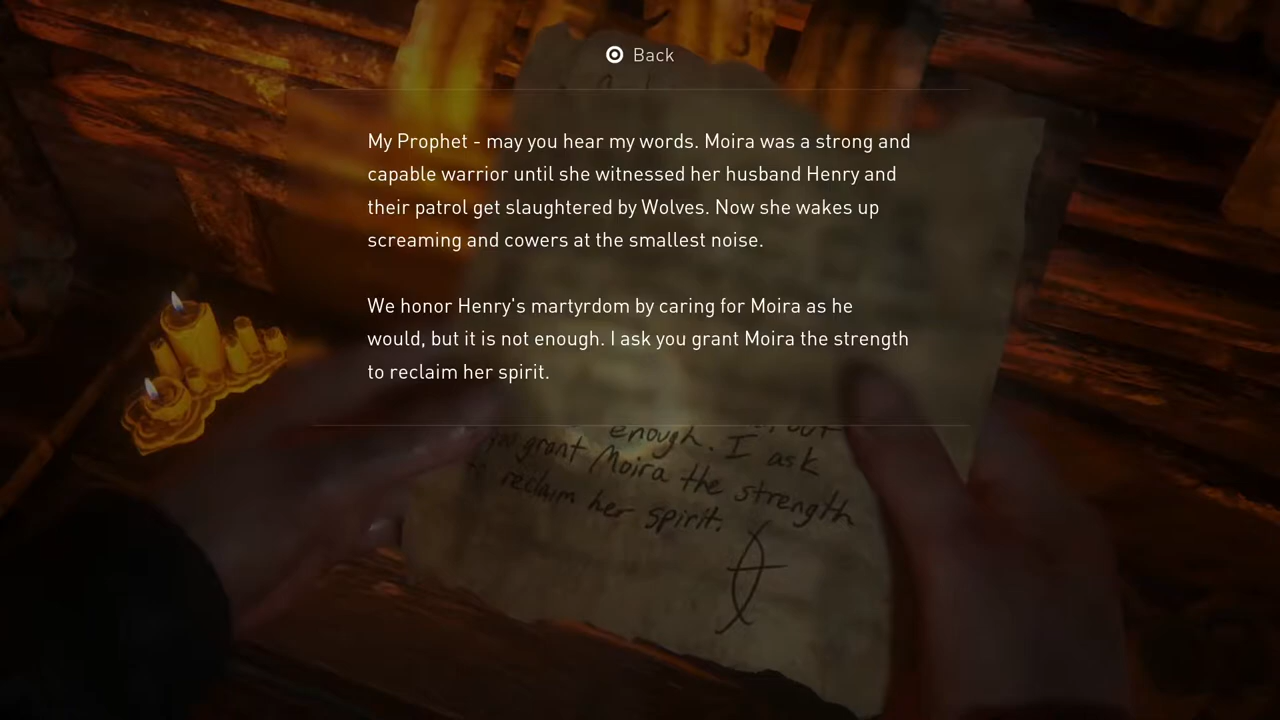 Back
My Prophet - may you hear my words. Moira was a strong and
capable warrior until she witnessed her husband Henry and
their patrol get slaughtered by Wolves. Now she wakes up
screaming and cowers at the smallest noise.
We honor Henry's martyrdom by caring for Moira as he
would, but it is not enough. I ask you grant Moira the strength
to reclaim her spirit.
but
enough. I ask
grant Moira the strength
reclaim her spirit.